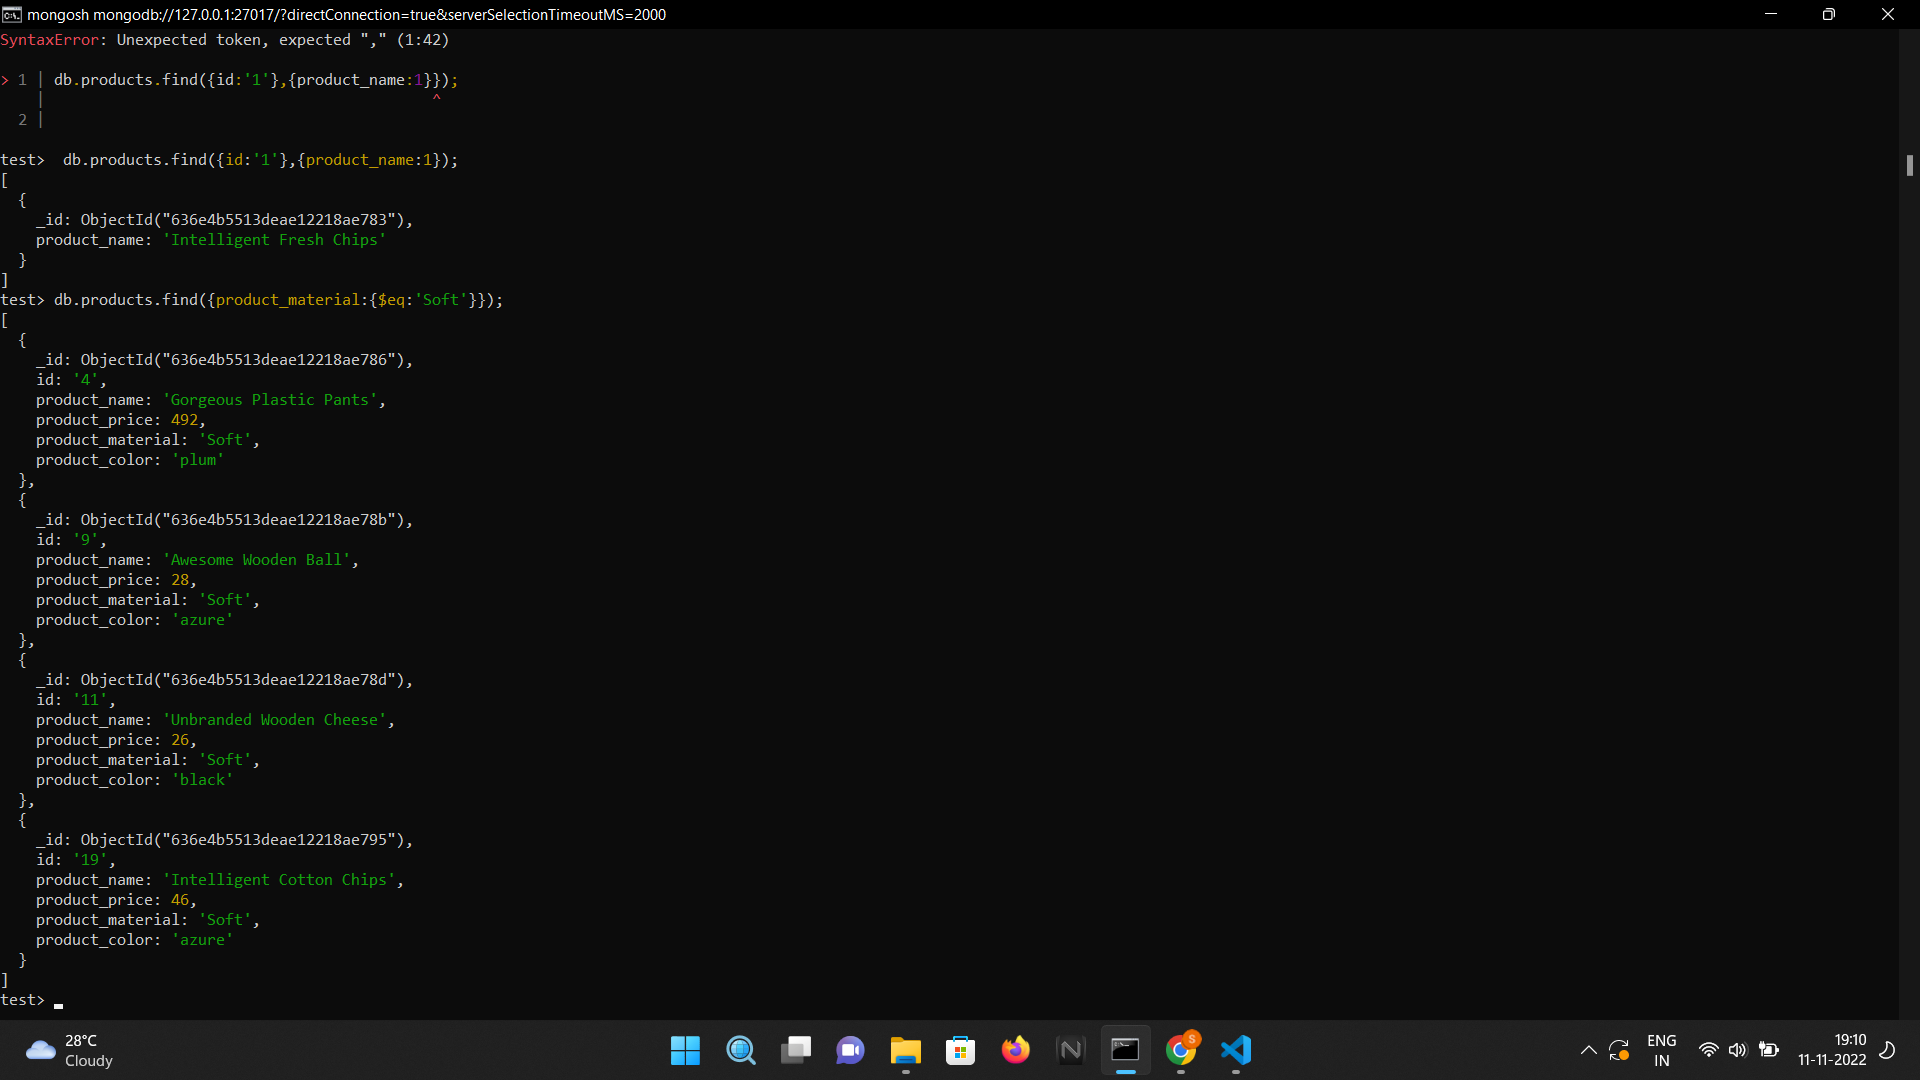 mongosh mongodb://127.0.0.1:27017/?directConnection=true&serverSelectionTimeoutMS=2000
SyntaxError: Unexpected token, expected "," (1:42)
> 1 | db.products.find({id:'1'},{product_name:1}});
|                                           ^
2 |
test>  db.products.find({id:'1'},{product_name:1});
[
{
_id: ObjectId("636e4b5513deae12218ae783"),
product_name: 'Intelligent Fresh Chips'
}
]
test> db.products.find({product_material:{$eq:'Soft'}});
[
{
_id: ObjectId("636e4b5513deae12218ae786"),
id: '4',
product_name: 'Gorgeous Plastic Pants',
product_price: 492,
product_material: 'Soft',
product_color: 'plum'
},
{
_id: ObjectId("636e4b5513deae12218ae78b"),
id: '9',
product_name: 'Awesome Wooden Ball',
product_price: 28,
product_material: 'Soft',
product_color: 'azure'
},
{
_id: ObjectId("636e4b5513deae12218ae78d"),
id: '11',
product_name: 'Unbranded Wooden Cheese',
product_price: 26,
product_material: 'Soft',
product_color: 'black'
},
{
_id: ObjectId("636e4b5513deae12218ae795"),
id: '19',
product_name: 'Intelligent Cotton Chips',
product_price: 46,
product_material: 'Soft',
product_color: 'azure'
}
]
test>
28°C
Cloudy
S
ENG
IN
19:10
11-11-2022